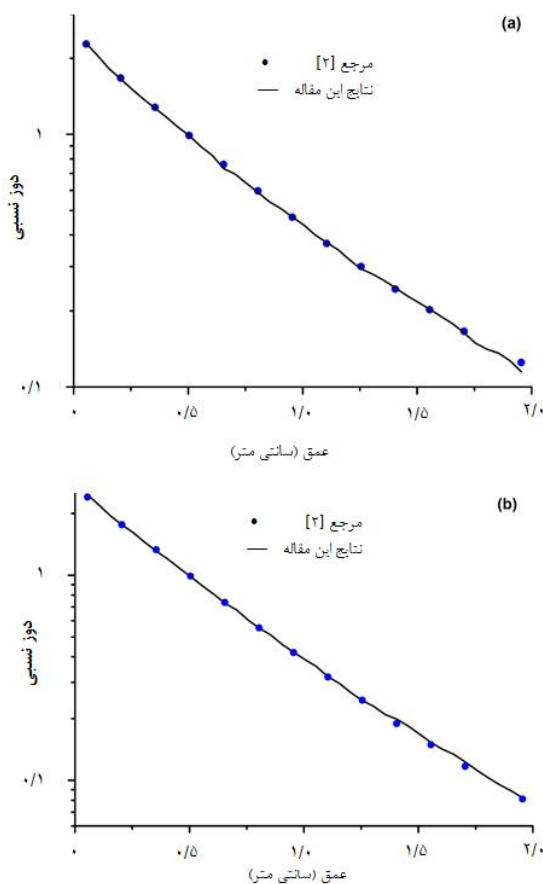 (a)
مرجع [۲]
نتایج این مقاله
۱
دوز نسبی
۰/۱
۰ ۰/۵ ۱/۰ ۱/۵ ۲/۰
عمق (سانتی متر)
(b)
مرجع [۲]
نتایج این مقاله
۱
دوز نسبی
۰/۱
۰ ۰/۵ ۱/۰ ۱/۵ ۲/۰
عمق (سانتی متر)